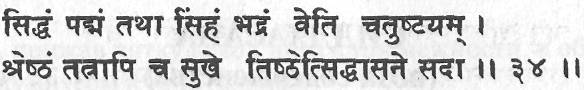 सिद्धं पद्मं तथा सिंहं भद्रं वेति चतुष्टयम् ।
श्रेष्ठं तत्रापि च सुखे तिष्ठेत्सिद्धासने सदा ॥ ३४ ॥